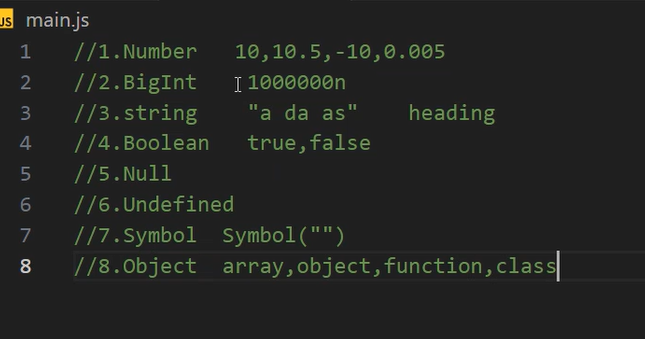 JS main.js
1 //1.Number 10,10.5,-10,0.005
2 //2.BigInt 1000000n
3 //3.string "a da as" heading
4 //4.Boolean true,false
5 //5.Null
6 //6.Undefined
7 //7.Symbol Symbol("")
8 //8.Object array,object,function,class